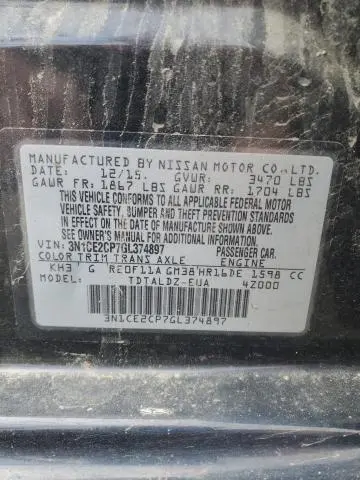 MANUFACTURED BY NISSAN MOTOR CO.,LTD.
12/15. GVWR: 3470 LBS
GAWR FR: 1867 LBS GAWR RR: 1704 LBS
THIS VEHICLE CONFORMS TO ALL APPLICABLE FEDERAL MOTOR
VEHICLE SAFETY, BUMPER AND THEFT PREVENTION STANDARDS
IN EFFECT ON THE DATE OF MANUFACTURE SHOWN ABOVE.
SEE OWNER'S MANUAL FOR ADDITIONAL INFORMATION.
VIN: 3N1CE2CP7GL374897 PASSENGER CAR.
COLOR TRIM TRANS AXLE ENGINE
KH3 G RE0F11A GM38 HR16DE 1598 CC
MODEL: TDTALDZ-EUA 4Z000
3N1CE2CP7GL374897